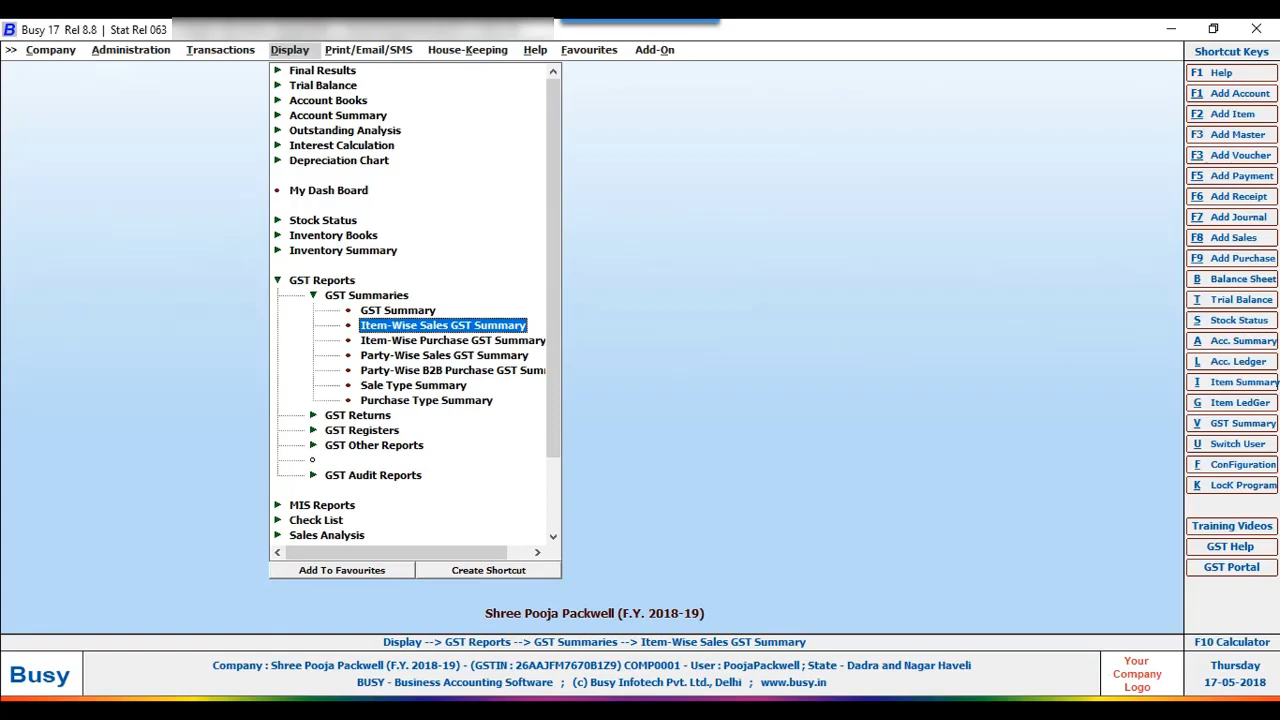 Busy 17 Rel 8.8 | Stat Rel 063
>> Company Administration Transactions Display Print/Email/SMS House-Keeping Help Favourites Add-On
Shortcut Keys
Final Results
Trial Balance
Account Books
Account Summary
Outstanding Analysis
Interest Calculation
Depreciation Chart
My Dash Board
Stock Status
Inventory Books
Inventory Summary
GST Reports
GST Summaries
GST Summary
Item-Wise Sales GST Summary
Item-Wise Purchase GST Summary
Party-Wise Sales GST Summary
Party-Wise B2B Purchase GST Sum
Sale Type Summary
Purchase Type Summary
GST Returns
GST Registers
GST Other Reports
GST Audit Reports
MIS Reports
Check List
Sales Analysis
Add To Favourites Create Shortcut
F1 Help
F1 Add Account
F2 Add Item
F3 Add Master
F3 Add Voucher
F5 Add Payment
F6 Add Receipt
F7 Add Journal
F8 Add Sales
F9 Add Purchase
B Balance Sheet
T Trial Balance
S Stock Status
A Acc. Summary
L Acc. Ledger
I Item Summary
G Item LedGer
V GST Summary
U Switch User
F ConFiguration
K LocK Program
Training Videos
GST Help
GST Portal
Shree Pooja Packwell (F.Y. 2018-19)
Display --> GST Reports --> GST Summaries --> Item-Wise Sales GST Summary
F10 Calculator
Busy
Company : Shree Pooja Packwell (F.Y. 2018-19) - (GSTIN : 26AAJFM7670B1Z9) COMP0001 - User : PoojaPackwell ; State - Dadra and Nagar Haveli
BUSY - Business Accounting Software ; (c) Busy Infotech Pvt. Ltd., Delhi ; www.busy.in
Your
Company
Logo
Thursday
17-05-2018